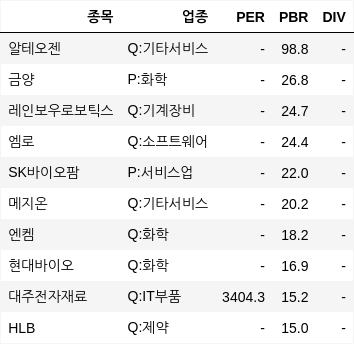 종목 업종 PER PBR DIV
알테오젠 Q:기타서비스 - 98.8 -
금양 P:화학 - 26.8 -
레인보우로보틱스 Q:기계장비 - 24.7 -
엠로 Q:소프트웨어 - 24.4 -
SK바이오팜 P:서비스업 - 22.0 -
메지온 Q:기타서비스 - 20.2 -
엔켐 Q:화학 - 18.2 -
현대바이오 Q:화학 - 16.9 -
대주전자재료 Q:IT부품 3404.3 15.2 -
HLB Q:제약 - 15.0 -